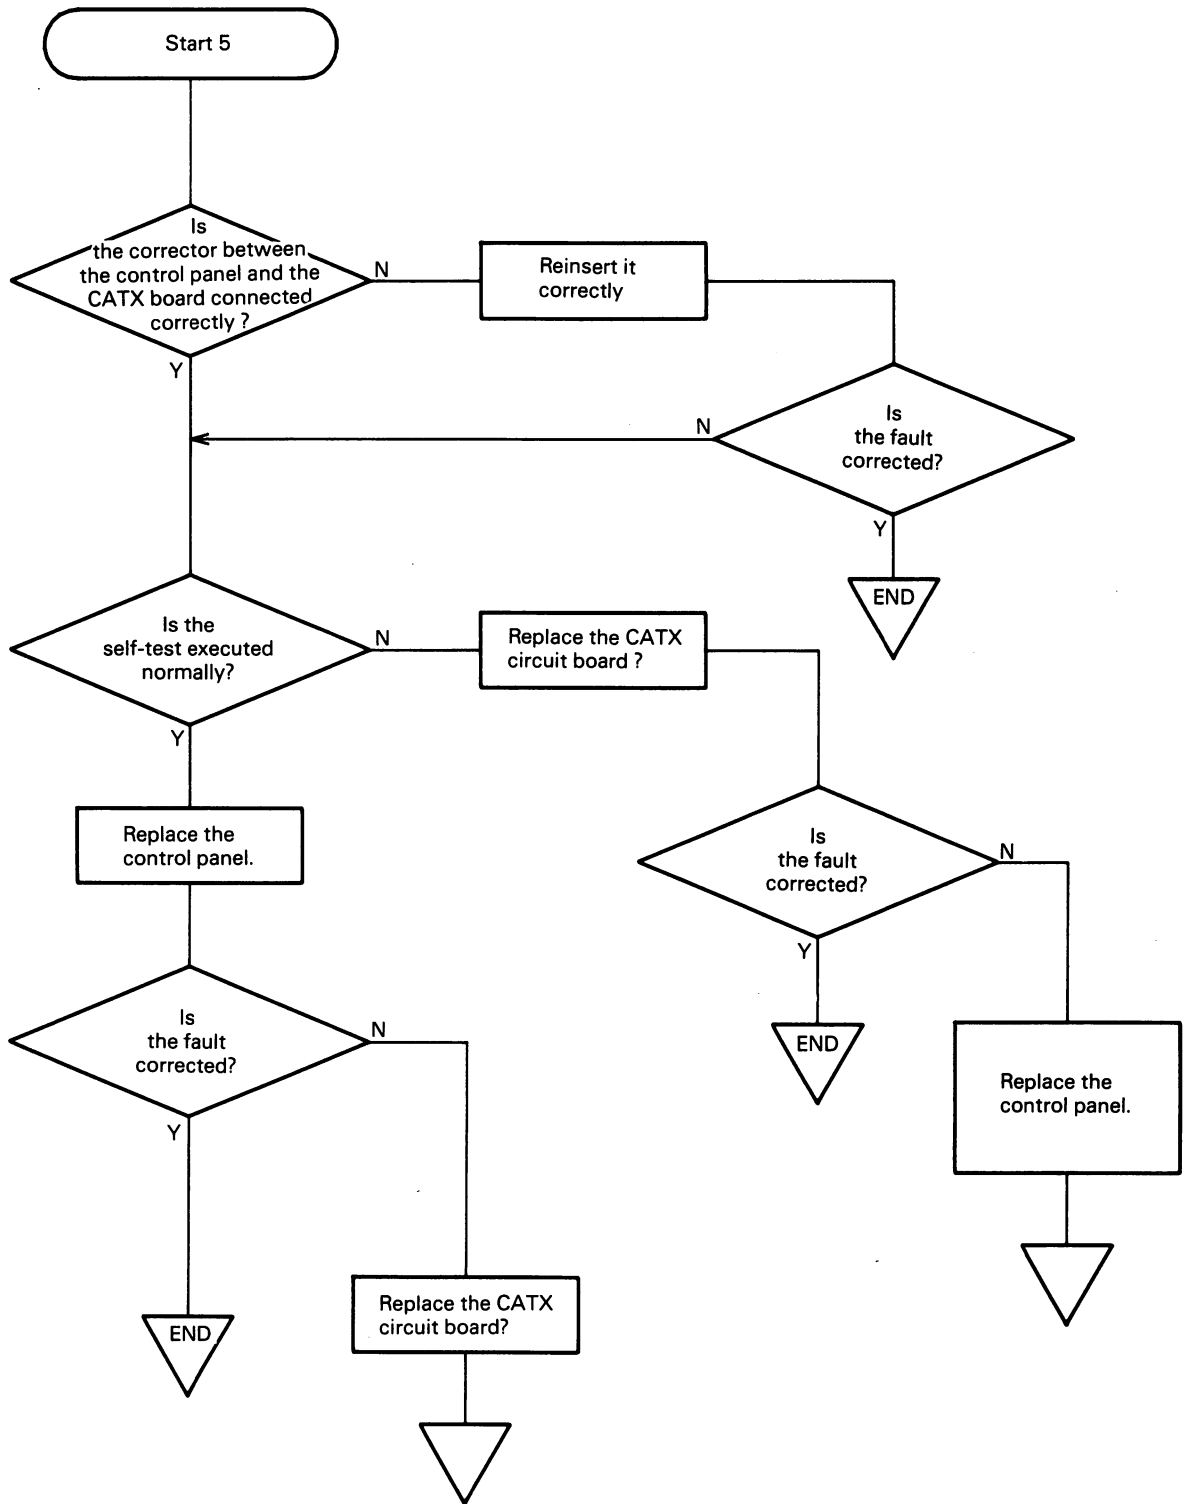 Start 5
Is
the corrector between
the control panel and the
CATX board connected
correctly ?
N
Reinsert it
correctly
Y
Is
the fault
corrected?
N
Y
END
Is the
self-test executed
normally?
N
Replace the CATX
circuit board ?
Y
Replace the
control panel.
Is
the fault
corrected?
N
Y
END
Replace the
control panel.
Is
the fault
corrected?
N
Y
END
Replace the CATX
circuit board?